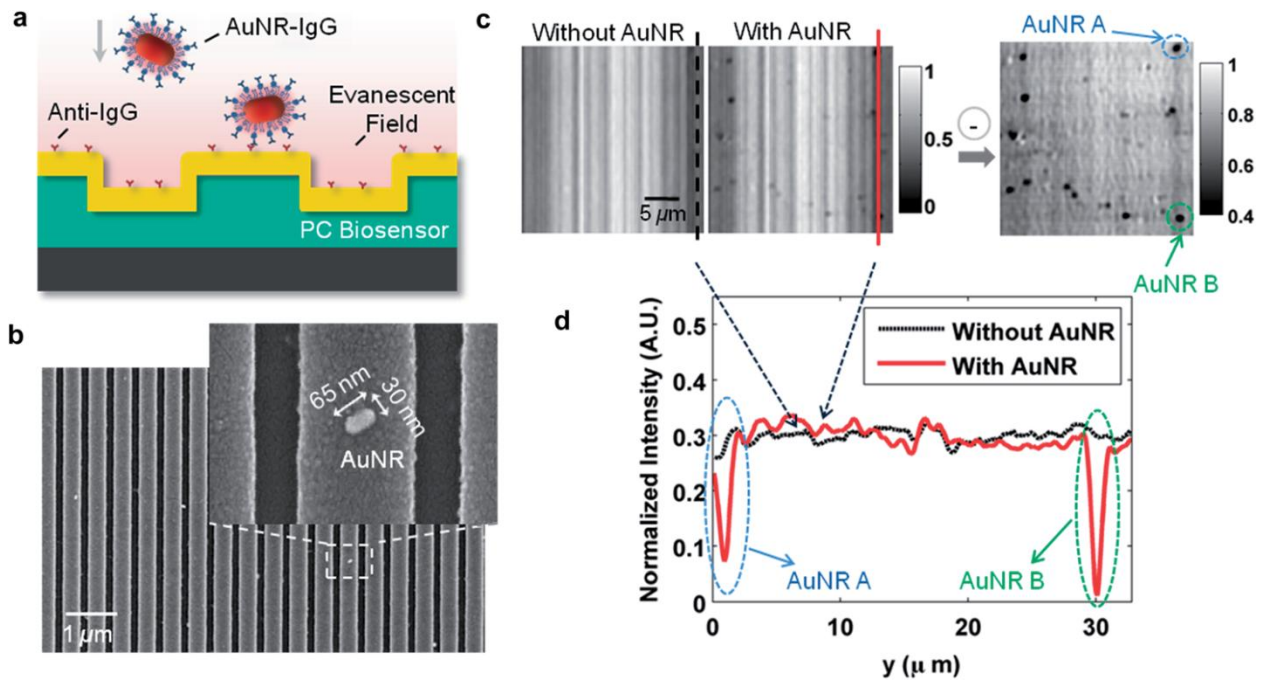 a
AuNR-IgG
Anti-IgG
Evanescent
Field
PC Biosensor
b
65 nm
30 nm
AuNR
1 μm
c
Without AuNR
With AuNR
5 μm
1
0.5
0
-
AuNR A
1
0.8
0.6
0.4
AuNR B
d
Normalized Intensity (A.U.)
0.5
0.4
0.3
0.2
0.1
0
Without AuNR
With AuNR
AuNR A
AuNR B
0
10
20
30
y (μ m)